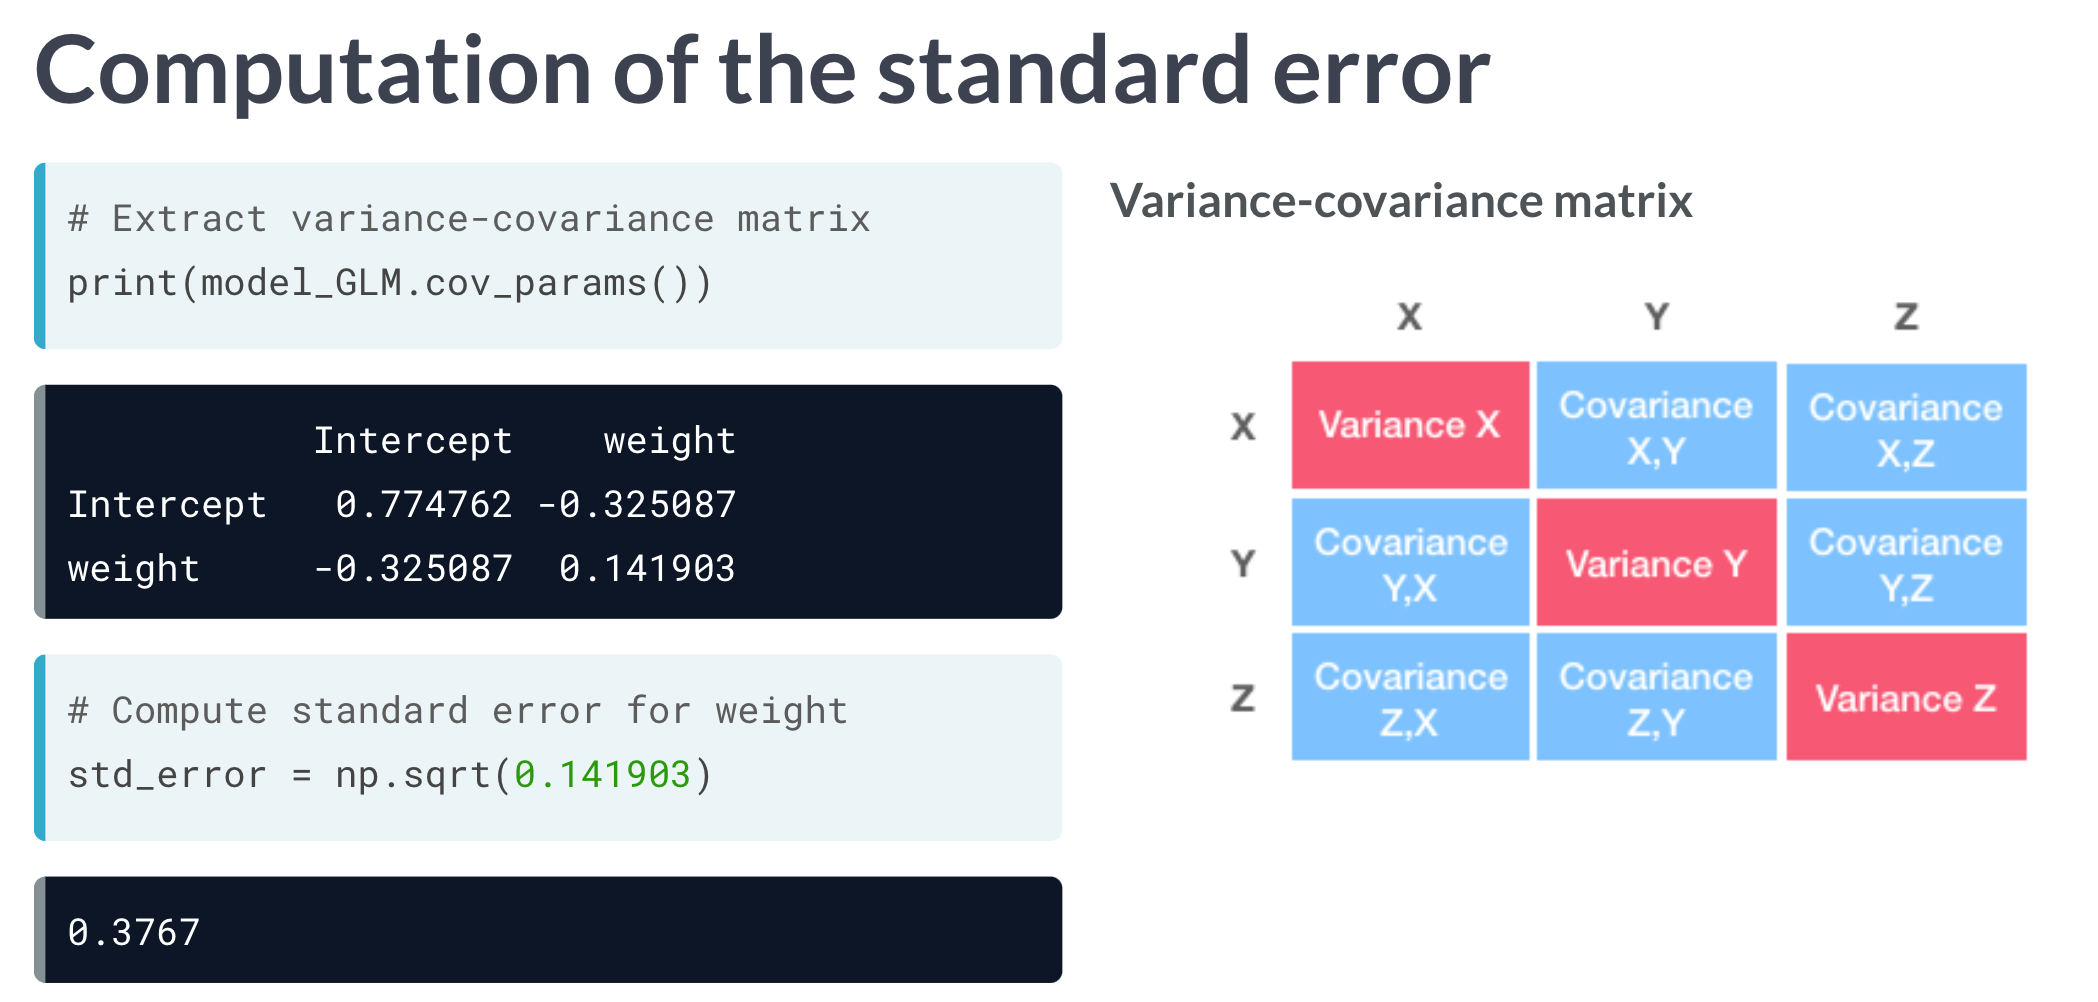 Computation of the standard error
# Extract variance-covariance matrix
print(model_GLM.cov_params())
Intercept weight
Intercept 0.774762 -0.325087
weight -0.325087 0.141903
# Compute standard error for weight
std_error = np.sqrt(0.141903)
0.3767
Variance-covariance matrix
X Y Z
X
Variance X
Covariance
X,Y
Covariance
X,Z
Y
Covariance
Y,X
Variance Y
Covariance
Y,Z
Z
Covariance
Z,X
Covariance
Z,Y
Variance Z